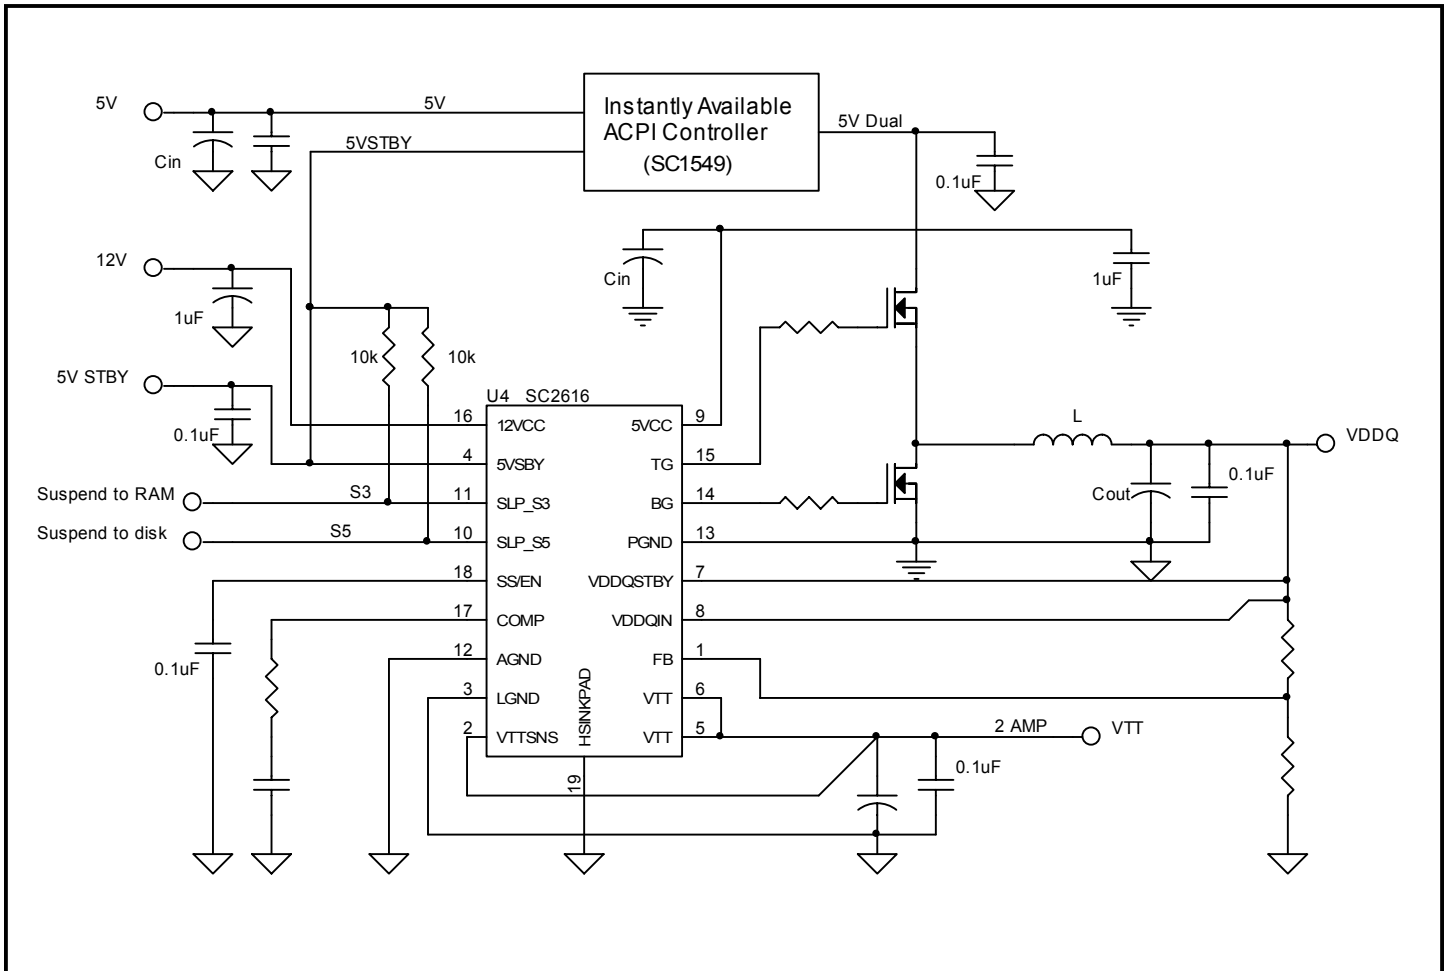 5V
5V
Instantly Available
ACPI Controller
(SC1549)
5V Dual
5VSTBY
Cin
0.1uF
12V
Cin
1uF
1uF
10k
10k
5V STBY
0.1uF
U4 SC2616
16 12VCC 5VCC 9
4 5VSBY TG 15
Suspend to RAM S3 11 SLP_S3 BG 14
Suspend to disk S5 10 SLP_S5 PGND 13
18 SS/EN VDDQSTBY 7
17 COMP VDDQIN 8
12 AGND FB 1
3 LGND VTT 6
2 VTTSNS VTT 5
HSINKPAD
19
L
VDDQ
Cout
0.1uF
0.1uF
2 AMP
VTT
0.1uF